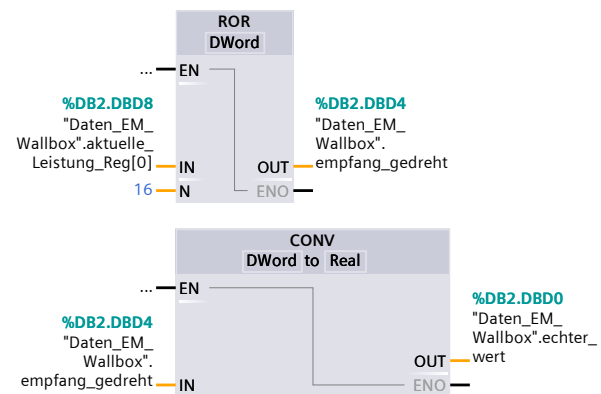 ROR
DWord
... EN
%DB2.DBD8
"Daten_EM_
Wallbox".aktuelle_
Leistung_Reg[0] IN
16 N
%DB2.DBD4
"Daten_EM_
Wallbox".
OUT empfang_gedreht
ENO
CONV
DWord to Real
... EN
%DB2.DBD4
"Daten_EM_
Wallbox".
empfang_gedreht IN
%DB2.DBD0
"Daten_EM_
Wallbox".echter_
OUT wert
ENO